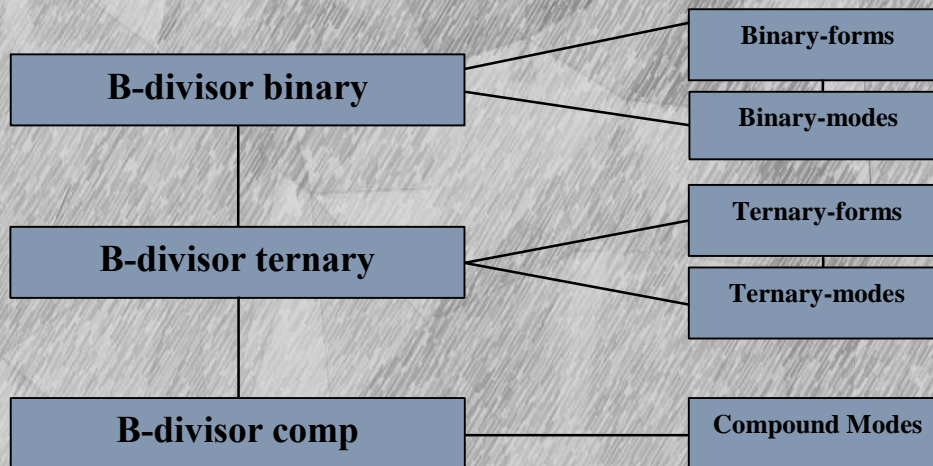 B-divisor binary
Binary-forms
Binary-modes
B-divisor ternary
Ternary-forms
Ternary-modes
B-divisor comp
Compound Modes